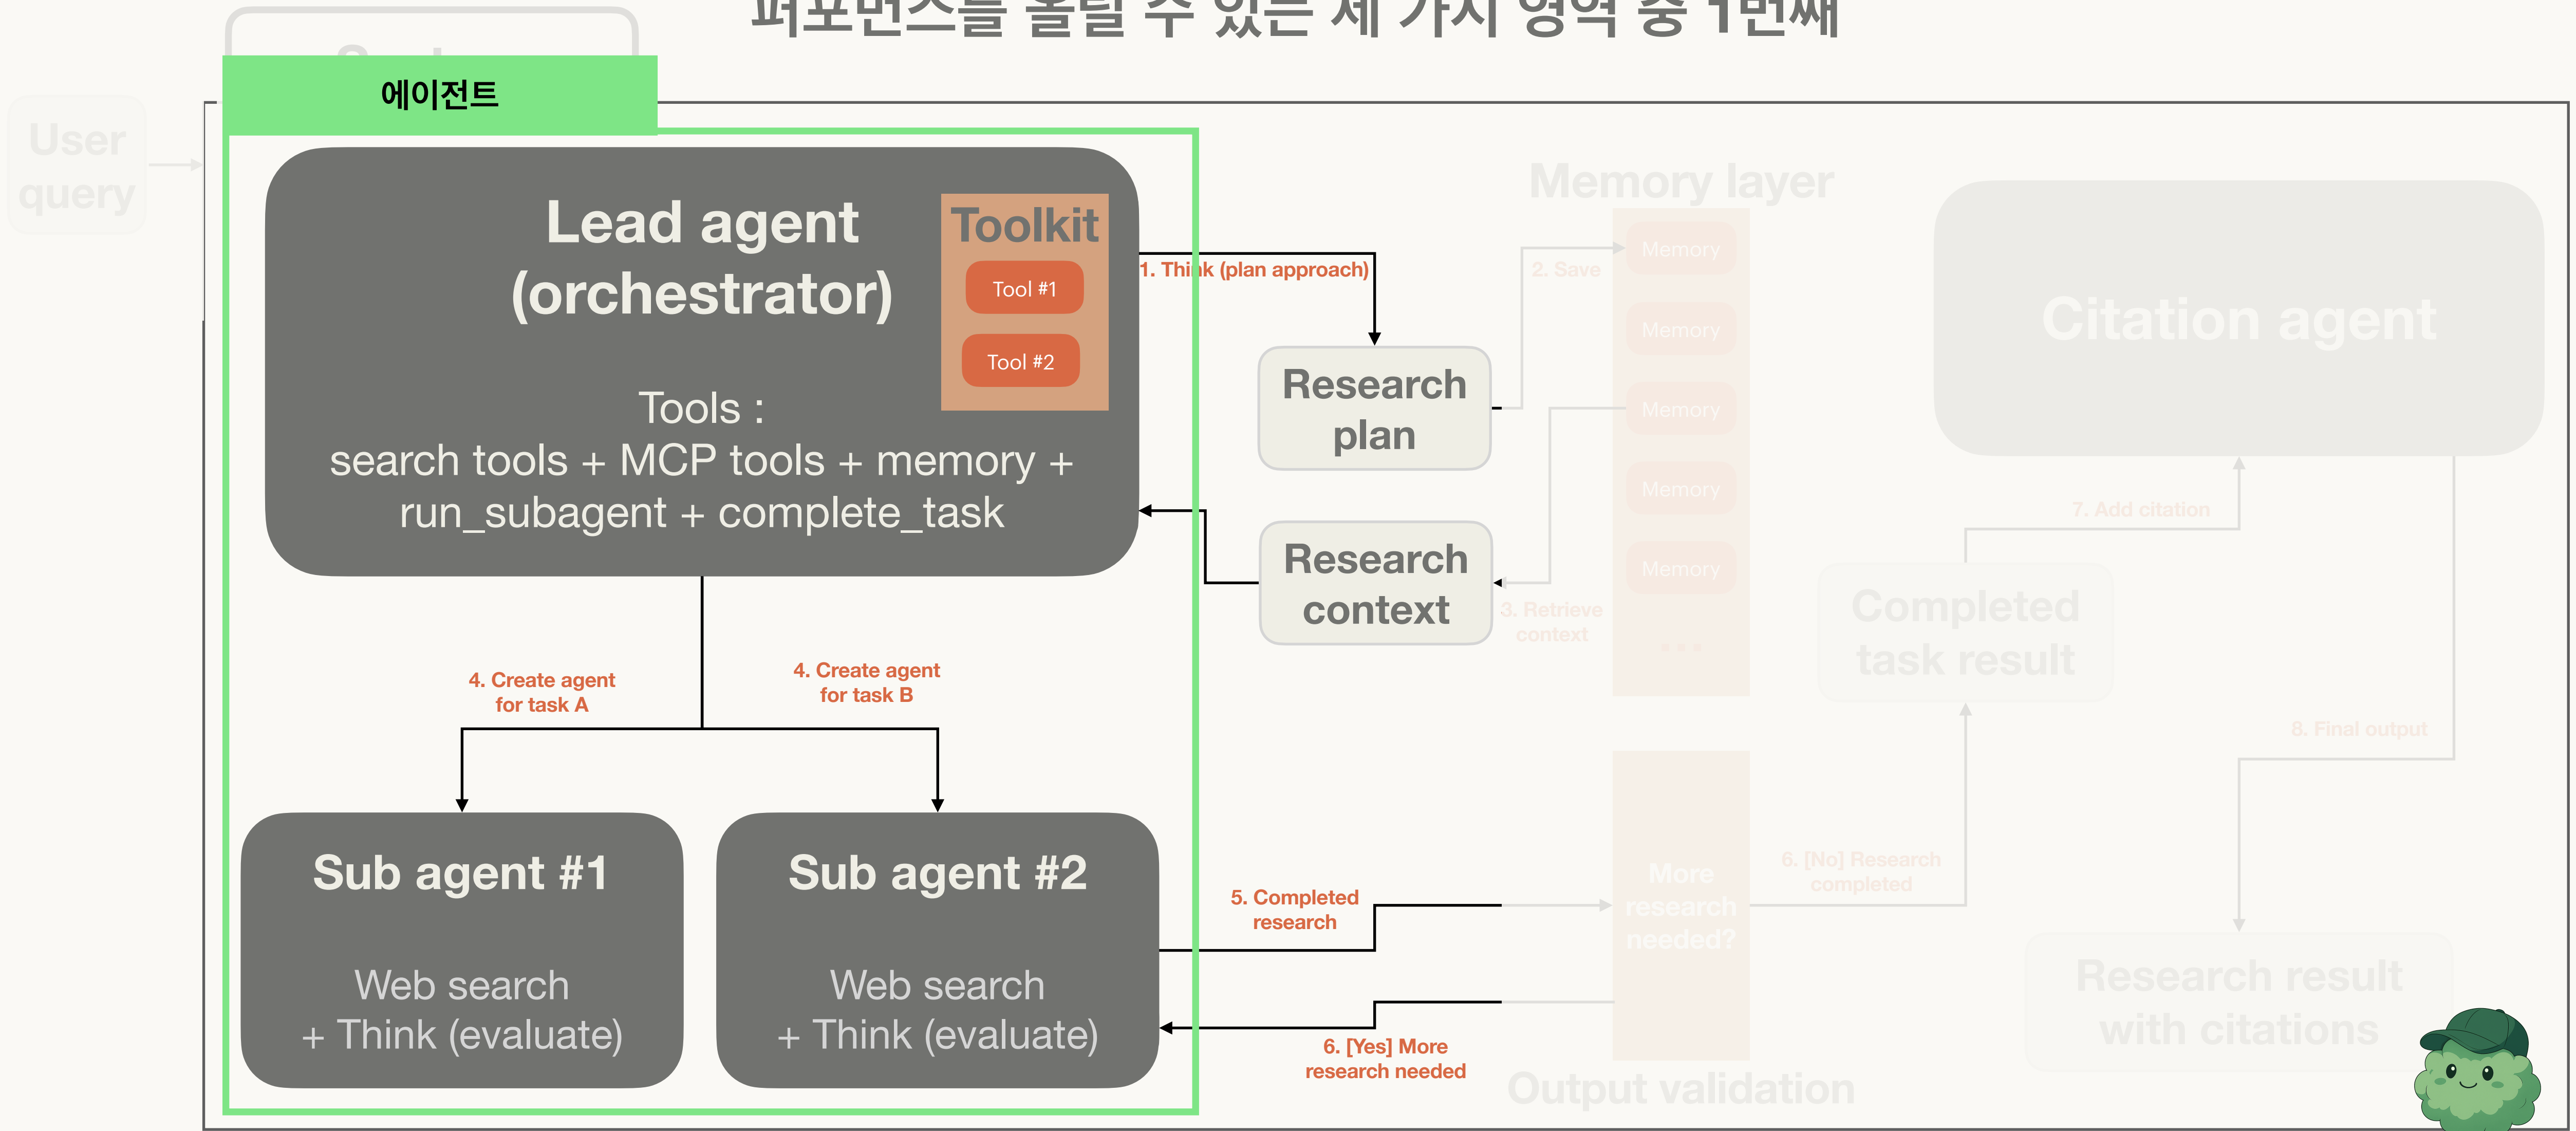 퍼포먼스를 올릴 수 있는 세 가지 영역 중 1번째
에이전트
User
query
Lead agent
(orchestrator)
Toolkit
Tool #1
Tool #2
Tools :
search tools + MCP tools + memory +
run_subagent + complete_task
1. Think (plan approach)
Research
plan
Research
context
2. Save
3. Retrieve
context
Memory layer
Memory
Memory
Memory
Memory
Memory
Citation agent
7. Add citation
Completed
task result
8. Final output
4. Create agent
for task A
4. Create agent
for task B
Sub agent #1
Web search
+ Think (evaluate)
Sub agent #2
Web search
+ Think (evaluate)
5. Completed
research
6. [Yes] More
research needed
More
research
needed?
Output validation
6. [No] Research
completed
Research result
with citations